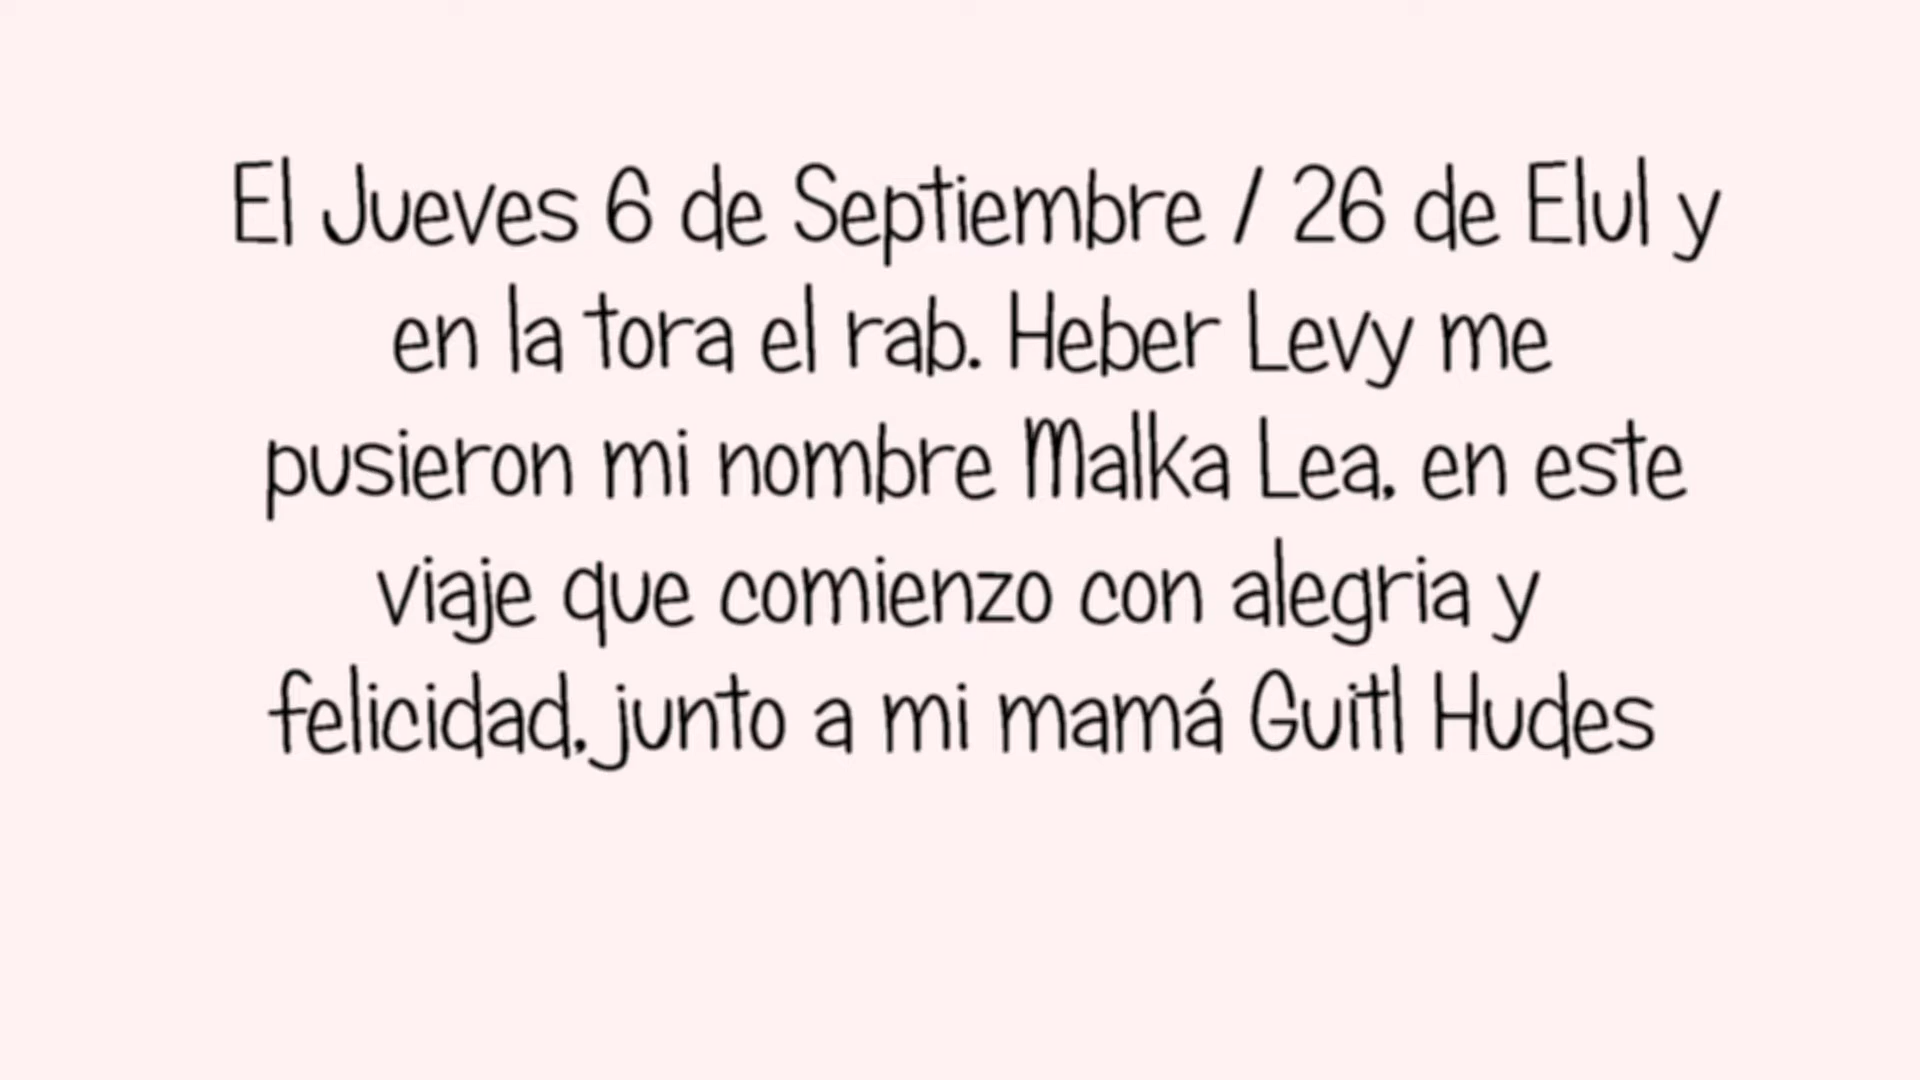 El Jueves 6 de Septiembre / 26 de Elul y
en la tora el rab. Heber Levy me
pusieron mi nombre Malka Lea, en este
viaje que comienzo con alegria y
felicidad, junto a mi mamá Guitl Hudes